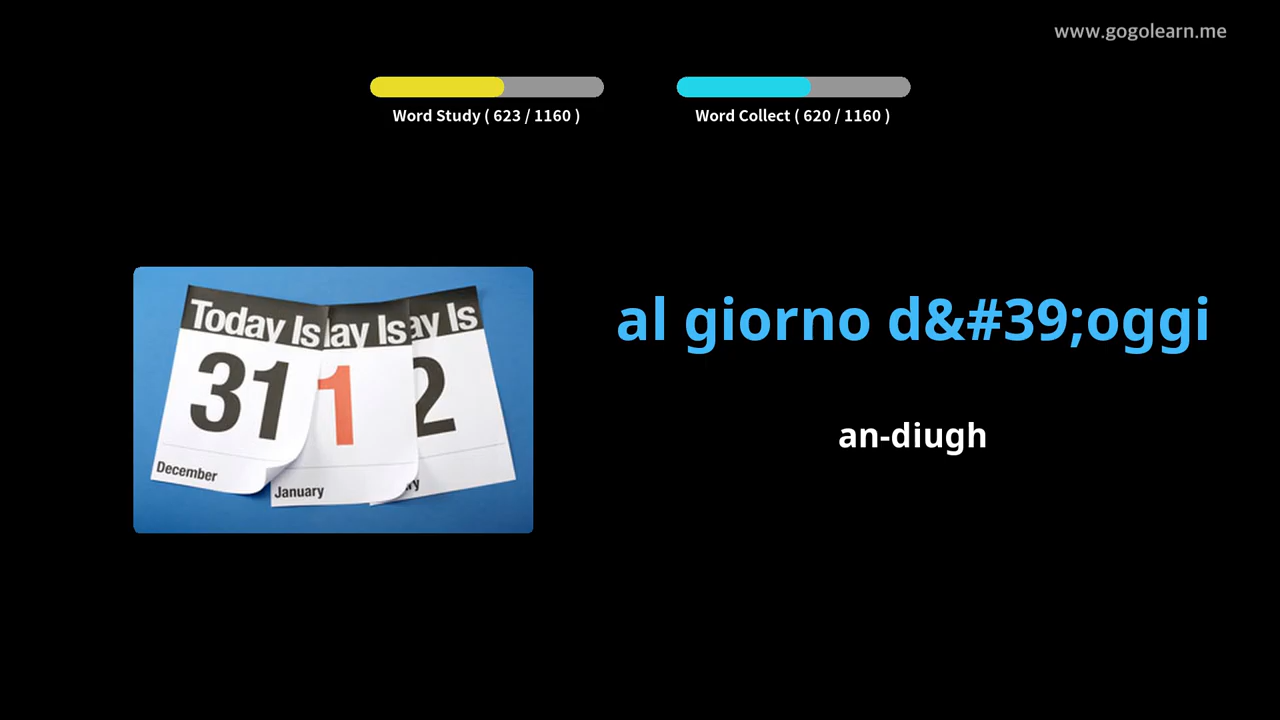 www.gogolearn.me
Word Study ( 623 / 1160 )
Word Collect ( 620 / 1160 )
Today Is
31
December
ay Is
1
January
ay Is
2
ry
al giorno d&#39;oggi
an-diugh